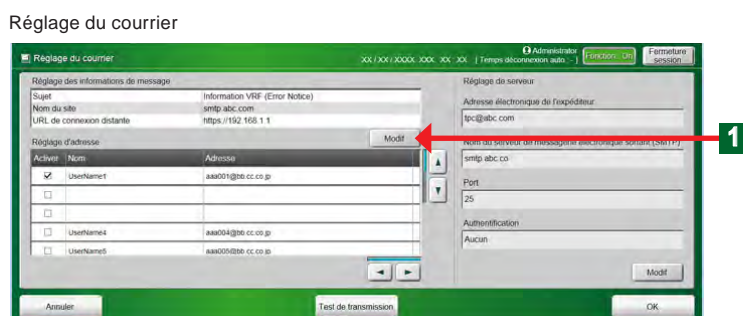 Réglage du courrier
Réglage du courrier
XX / XX / XXXX XXX XX : XX [ Temps déconnexion auto : - ]
Administrator
Fonction. On
Fermeture session
Réglage des informations de message
Sujet Information VRF (Error Notice)
Nom du site smtp.abc.com
URL de connexion distante https://192.168.1.1
Modif
1
Réglage d'adresse
Activer Nom Adresse
UserName1 aaa001@bb.cc.co.jp
UserName4 aaa004@bb.cc.co.jp
UserName5 aaa005@bb.cc.co.jp
Réglage de serveur
Adresse électronique de l'expéditeur
tpc@abc.com
Nom du serveur de messagerie électronique sortant (SMTP)
smtp.abc.co
Port
25
Authentification
Aucun
Modif
Annuler
Test de transmission
OK